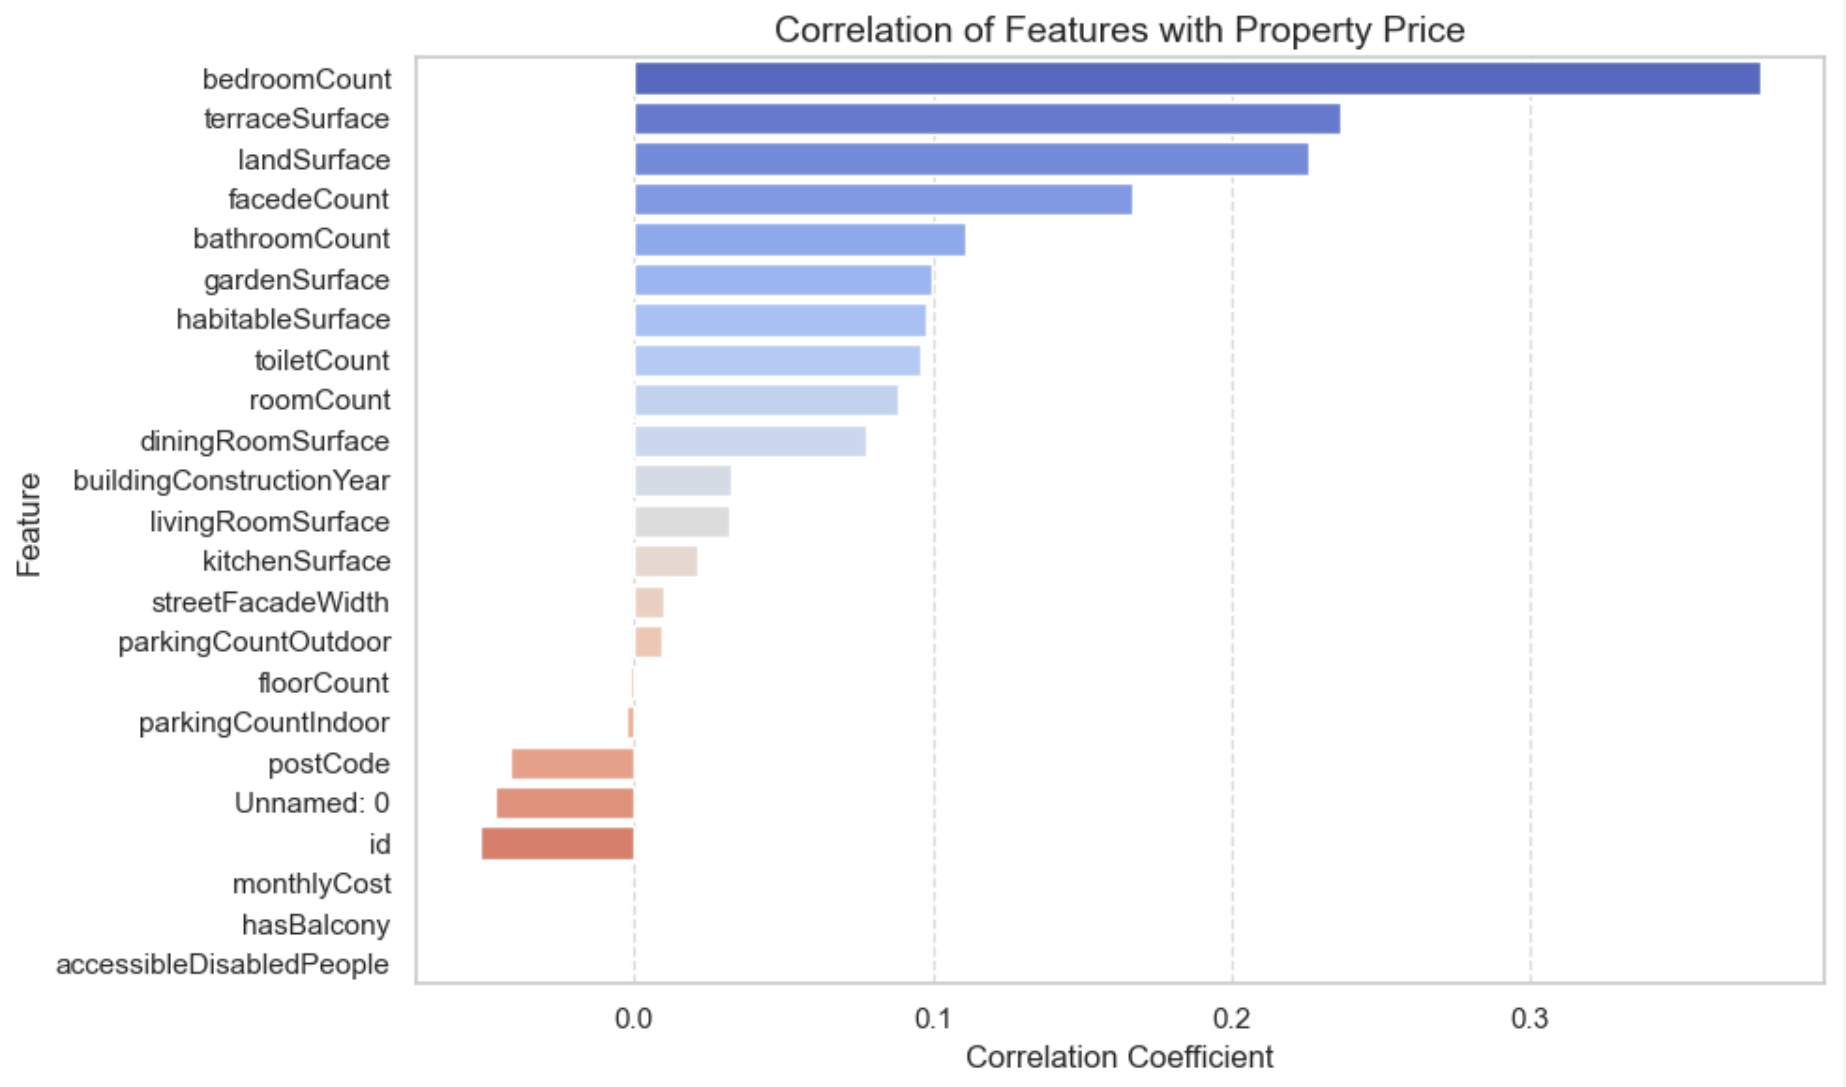 Correlation of Features with Property Price
bedroomCount
terraceSurface
landSurface
facedeCount
bathroomCount
gardenSurface
habitableSurface
toiletCount
roomCount
diningRoomSurface
buildingConstructionYear
livingRoomSurface
kitchenSurface
streetFacadeWidth
parkingCountOutdoor
floorCount
parkingCountIndoor
postCode
Unnamed: 0
id
monthlyCost
hasBalcony
accessibleDisabledPeople
Feature
0.0 0.1 0.2 0.3
Correlation Coefficient